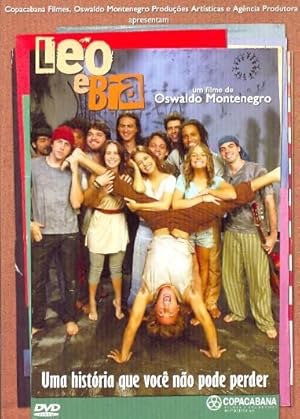 Copacabana Filmes, Oswaldo Montenegro Produções Artísticas e Agência Produtora
apresentam
Leo
e Bia
um filme de
Oswaldo Montenegro
Uma história que você não pode perder
DVD
COPACABANA